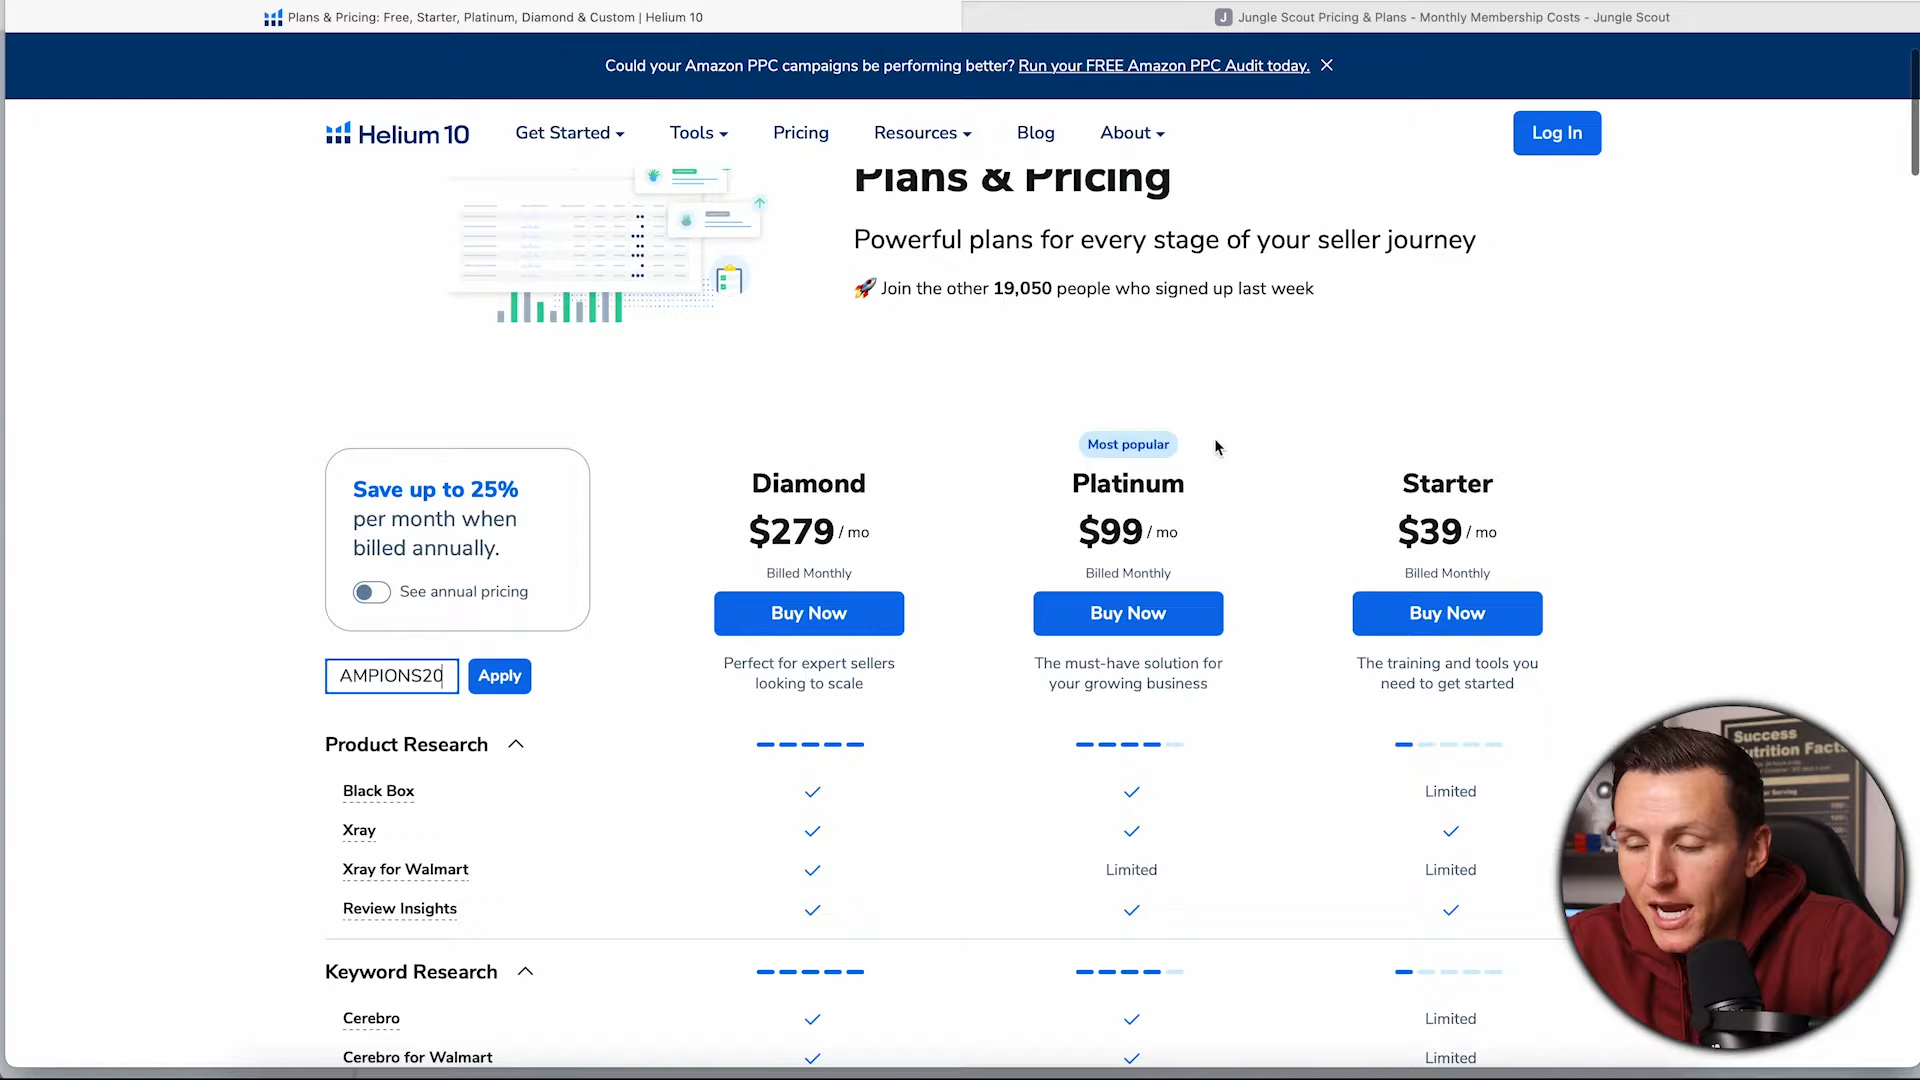 Plans & Pricing: Free, Starter, Platinum, Diamond & Custom | Helium 10
J Jungle Scout Pricing & Plans - Monthly Membership Costs - Jungle Scout
Could your Amazon PPC campaigns be performing better? Run your FREE Amazon PPC Audit today.
Helium 10
Get Started
Tools
Pricing
Resources
Blog
About
Log In
Plans & Pricing
Powerful plans for every stage of your seller journey
🚀 Join the other 19,050 people who signed up last week
Save up to 25%
per month when
billed annually.
See annual pricing
AMPIONS20
Apply
Most popular
Diamond
Platinum
Starter
$279 / mo
$99 / mo
$39 / mo
Billed Monthly
Billed Monthly
Billed Monthly
Buy Now
Buy Now
Buy Now
Perfect for expert sellers
looking to scale
The must-have solution for
your growing business
The training and tools you
need to get started
Product Research
Black Box
Limited
Xray
Xray for Walmart
Limited
Limited
Review Insights
Keyword Research
Cerebro
Limited
Cerebro for Walmart
Limited
Success
Nutrition Facts